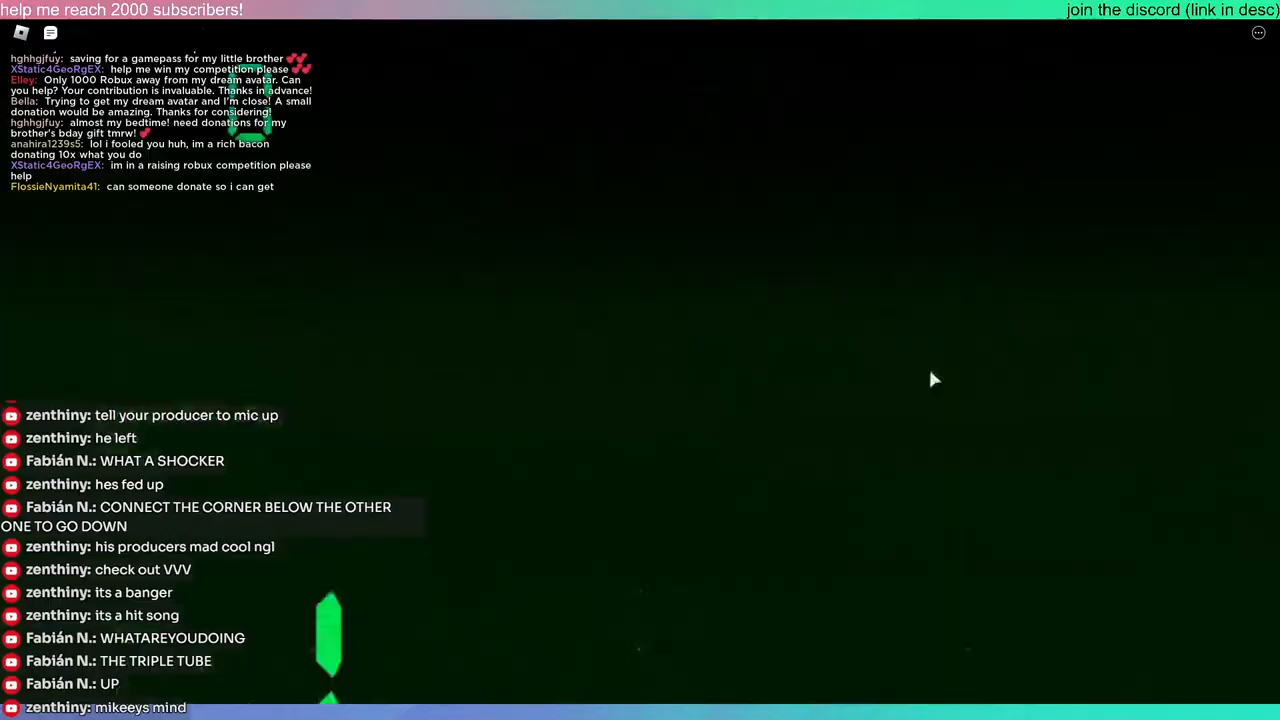 help me reach 2000 subscribers!
join the discord (link in desc)
hghhgjfuy: saving for a gamepass for my little brother 💕
XStatic4GeoRgEX: help me win my competition please 💕
Elley: Only 1000 Robux away from my dream avatar. Can
you help? Your contribution is invaluable. Thanks in advance!
Bella: Trying to get my dream avatar and I'm close! A small
donation would be amazing. Thanks for considering!
hghhgjfuy: almost my bedtime! need donations for my
brother's bday gift tmrw! 💕
anahira1239s5: lol i fooled you huh, im a rich bacon
donating 10x what you do
XStatic4GeoRgEX: im in a raising robux competition please
help
FlossieNyamita41: can someone donate so i can get
zenthiny: tell your producer to mic up
zenthiny: he left
Fabián N.: WHAT A SHOCKER
zenthiny: hes fed up
Fabián N.: CONNECT THE CORNER BELOW THE OTHER
ONE TO GO DOWN
zenthiny: his producers mad cool ngl
zenthiny: check out VVV
zenthiny: its a banger
zenthiny: its a hit song
Fabián N.: WHATAREYOUDOING
Fabián N.: THE TRIPLE TUBE
Fabián N.: UP
zenthiny: mikeeys mind